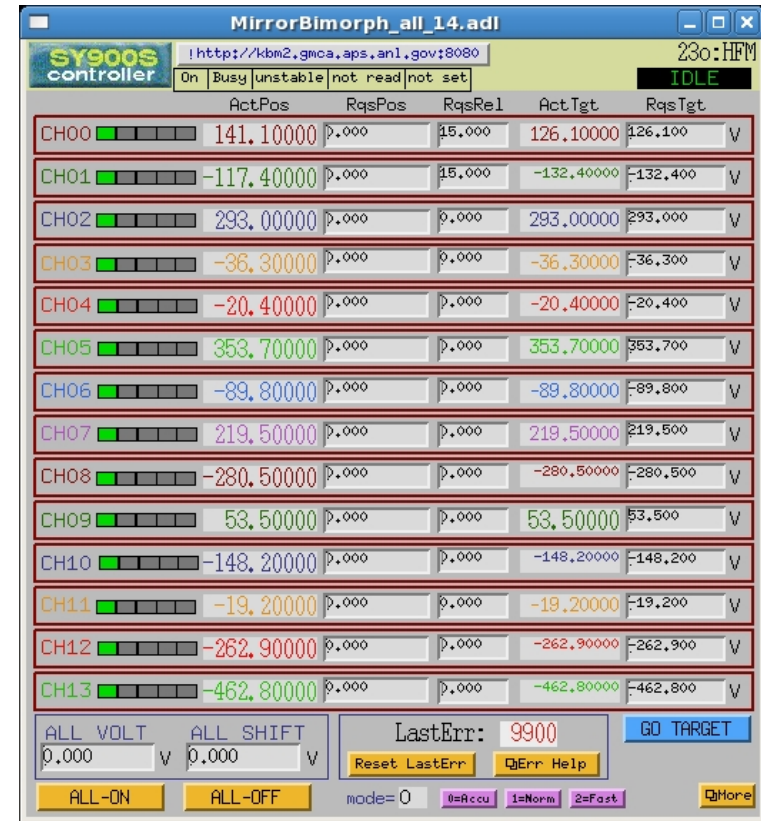 MirrorBimorph_all_14.adl
SY900S controller !http://kbm2.gmca.aps.anl.gov:8080 23o:HFM
On Busy unstable not read not set IDLE
ActPos RqsPos RqsRel ActTgt RqsTgt
CH00 141.10000 0.000 15.000 126.10000 126.100 V
CH01 -117.40000 0.000 15.000 -132.40000 -132.400 V
CH02 293.00000 0.000 0.000 293.00000 293.000 V
CH03 -36.30000 0.000 0.000 -36.30000 -36.300 V
CH04 -20.40000 0.000 0.000 -20.40000 -20.400 V
CH05 353.70000 0.000 0.000 353.70000 353.700 V
CH06 -89.80000 0.000 0.000 -89.80000 -89.800 V
CH07 219.50000 0.000 0.000 219.50000 219.500 V
CH08 -280.50000 0.000 0.000 -280.50000 -280.500 V
CH09 53.50000 0.000 0.000 53.50000 53.500 V
CH10 -148.20000 0.000 0.000 -148.20000 -148.200 V
CH11 -19.20000 0.000 0.000 -19.20000 -19.200 V
CH12 -262.90000 0.000 0.000 -262.90000 -262.900 V
CH13 -462.80000 0.000 0.000 -462.80000 -462.800 V
ALL VOLT ALL SHIFT LastErr: 9900 GO TARGET
0.000 V 0.000 V Reset LastErr Err Help
ALL-ON ALL-OFF mode= 0 0=Accu 1=Norm 2=Fast More